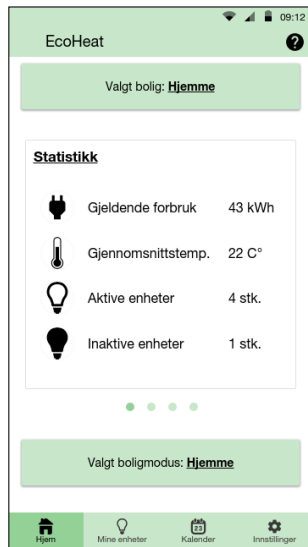 09:12
EcoHeat
?
Valgt bolig: Hjemme
Statistikk
Gjeldende forbruk 43 kWh
Gjennomsnittstemp. 22 C°
Aktive enheter 4 stk.
Inaktive enheter 1 stk.
Valgt boligmodus: Hjemme
23
Hjem Mine enheter Kalender Innstillinger